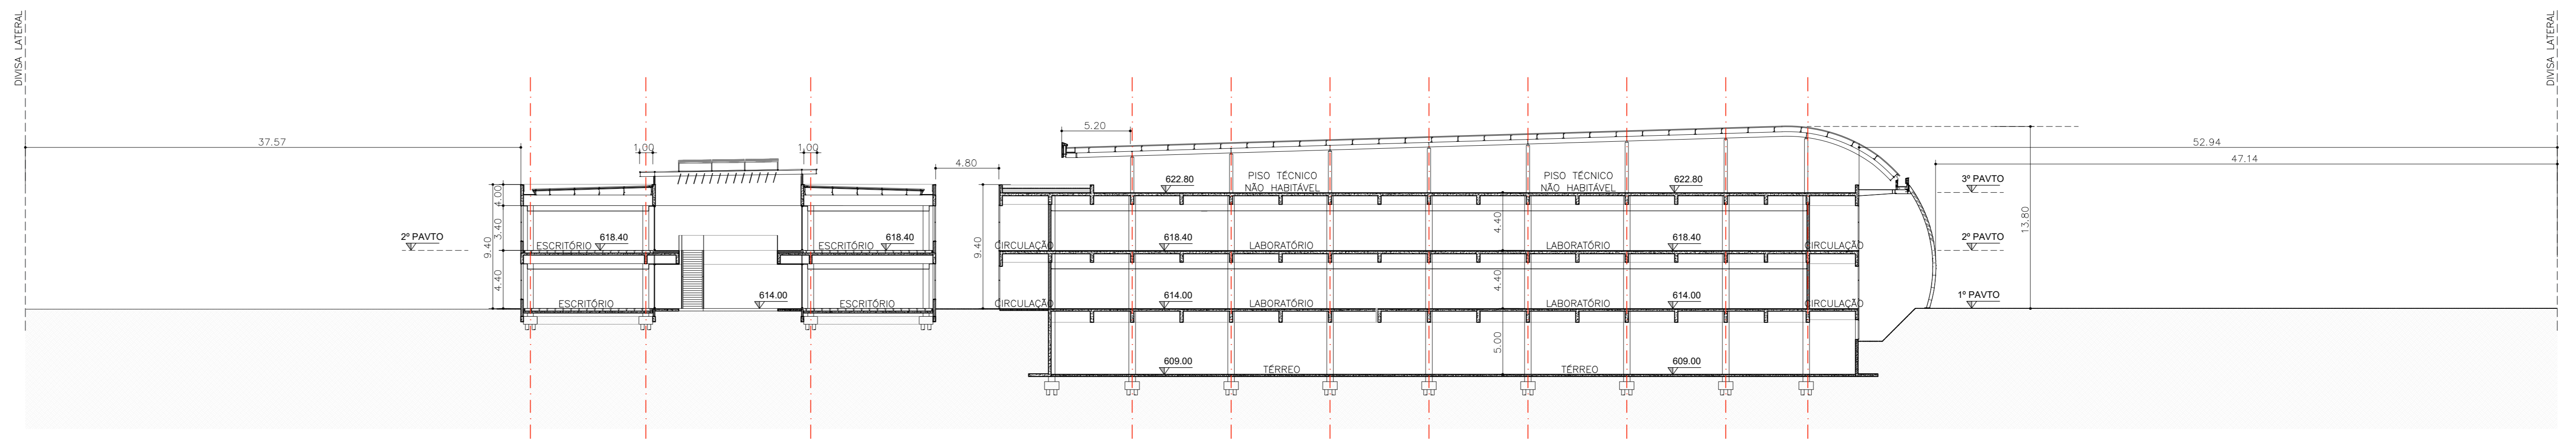 DIVISA LATERAL
DIVISA LATERAL
5.20
37.57
1.00
1.00
52.94
4.80
47.14
PISO TÉCNICO
NÃO HABITÁVEL
PISO TÉCNICO
NÃO HABITÁVEL
622.80
622.80
3º PAVTO
4.00
3.40
4.40
9.40
9.40
4.40
4.40
5.00
13.80
2º PAVTO
ESCRITÓRIO
618.40
ESCRITÓRIO
618.40
CIRCULAÇÃO
618.40
LABORATÓRIO
LABORATÓRIO
618.40
CIRCULAÇÃO
2º PAVTO
ESCRITÓRIO
614.00
ESCRITÓRIO
CIRCULAÇÃO
614.00
LABORATÓRIO
LABORATÓRIO
614.00
CIRCULAÇÃO
1º PAVTO
609.00
TÉRREO
TÉRREO
609.00